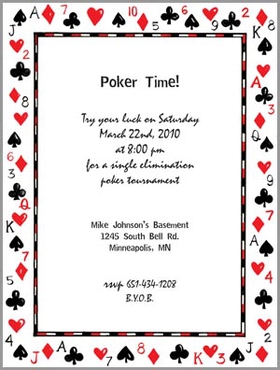 Poker Time!
Try your luck on Saturday
March 22nd, 2010
at 8:00 pm
for a single elimination
poker tournament
Mike Johnson's Basement
1245 South Bell Rd.
Minneapolis, MN
rsvp 651-434-1208
B.Y.O.B.